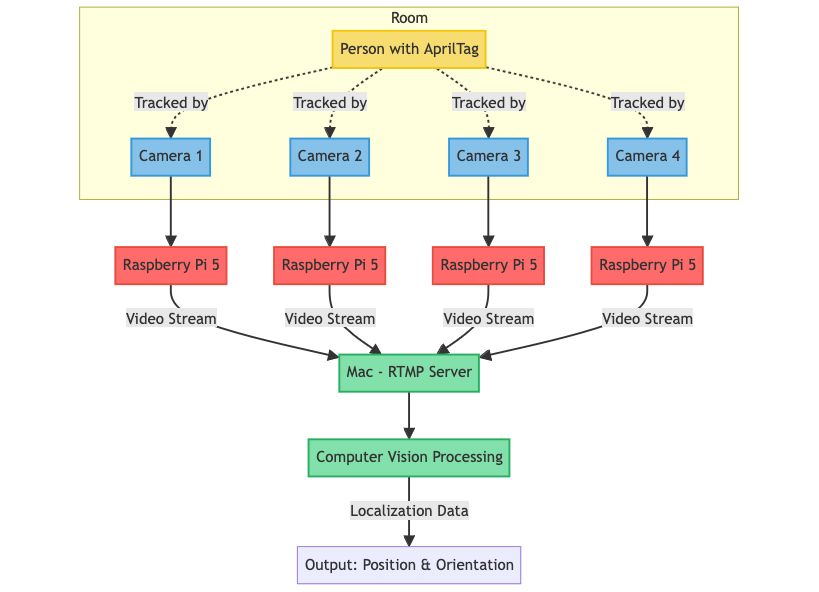 Room
Person with AprilTag
Tracked by
Tracked by
Tracked by
Tracked by
Camera 1
Camera 2
Camera 3
Camera 4
Raspberry Pi 5
Raspberry Pi 5
Raspberry Pi 5
Raspberry Pi 5
Video Stream
Video Stream
Video Stream
Video Stream
Mac - RTMP Server
Computer Vision Processing
Localization Data
Output: Position & Orientation